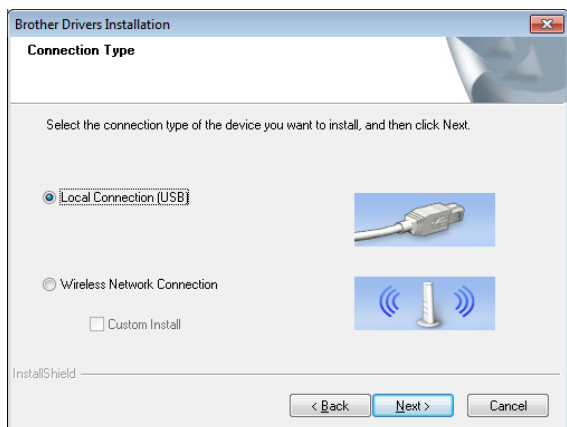 Brother Drivers Installation
Connection Type
Select the connection type of the device you want to install, and then click Next.
Local Connection (USB)
Wireless Network Connection
Custom Install
InstallShield
< Back Next > Cancel